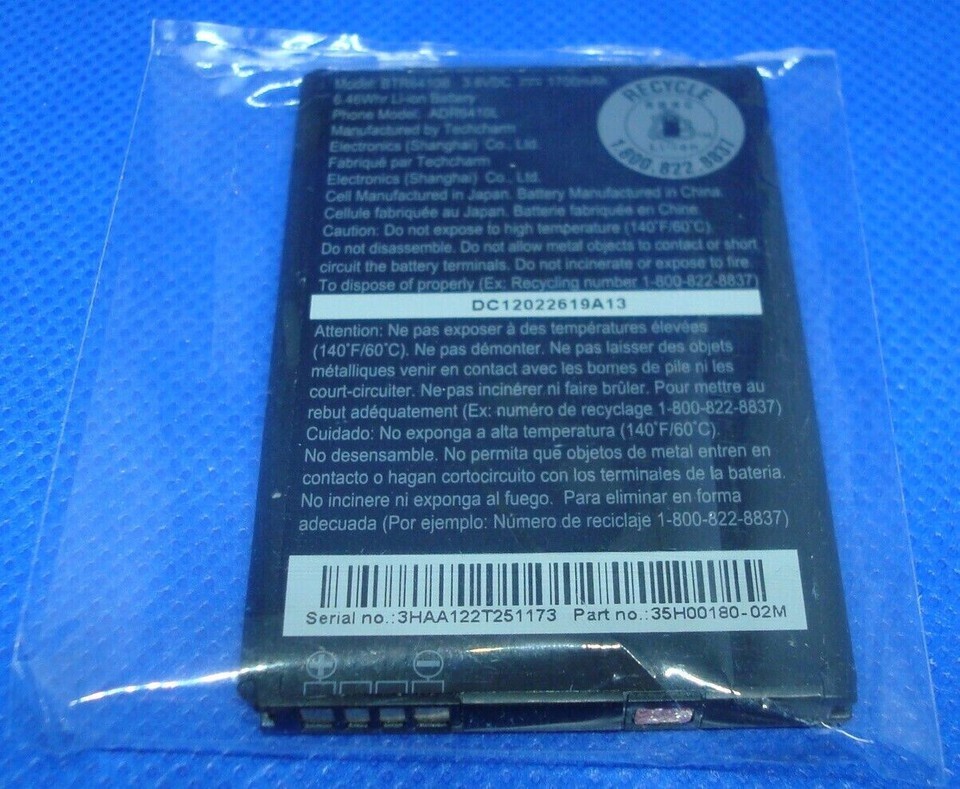 Model: BTR6410B 3.8VDC 1700mAh
6.46Whr Li-ion Battery
Phone Model: ADR6410L
Manufactured by Techcharm
Electronics (Shanghai) Co., Ltd.
Fabriqué par Techcharm
Electronics (Shanghai) Co., Ltd.
RECYCLE
1.800.822.8837
Cell Manufactured in Japan. Battery Manufactured in China.
Cellule fabriquée au Japan. Batterie fabriquée en Chine.
Caution: Do not expose to high temperature (140°F/60°C).
Do not disassemble. Do not allow metal objects to contact or short
circuit the battery terminals. Do not incinerate or expose to fire.
To dispose of properly (Ex: Recycling number 1-800-822-8837)
DC12022619A13
Attention: Ne pas exposer à des températures élevées
(140°F/60°C). Ne pas démonter. Ne pas laisser des objets
métalliques venir en contact avec les bornes de pile ni les
court-circuiter. Ne pas incinérer ni faire brûler. Pour mettre au
rebut adéquatement (Ex: numéro de recyclage 1-800-822-8837)
Cuidado: No exponga a alta temperatura (140°F/60°C).
No desensamble. No permita que objetos de metal entren en
contacto o hagan cortocircuito con los terminales de la bateria.
No incinere ni exponga al fuego. Para eliminar en forma
adecuada (Por ejemplo: Número de reciclaje 1-800-822-8837)
Serial no.:3HAA122T251173 Part no.:35H00180-02M